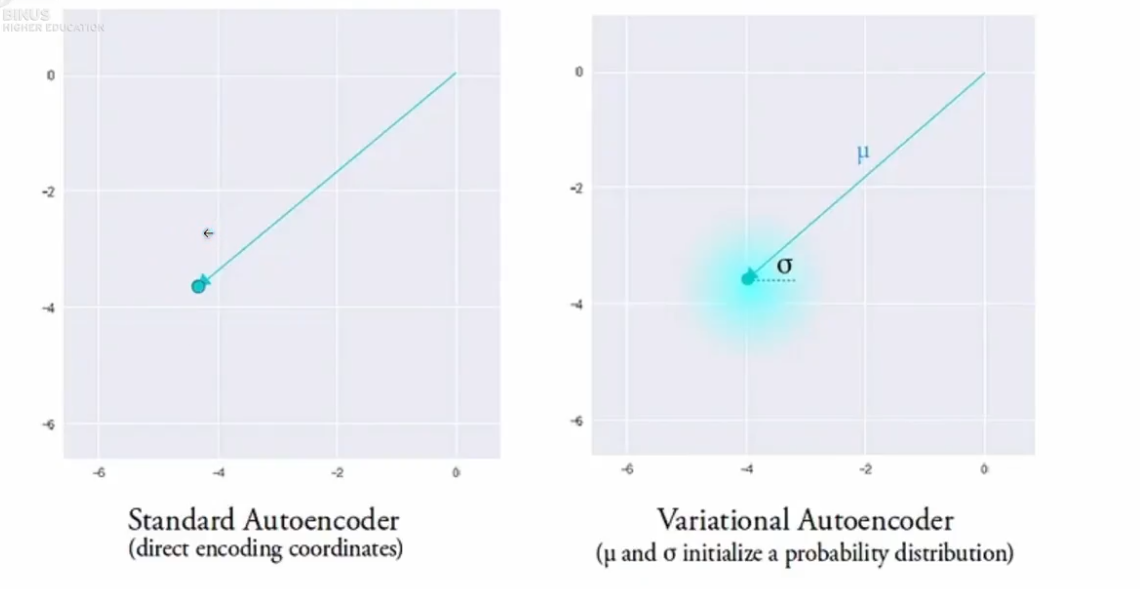 BINUS
HIGHER EDUCATION
0
-2
-4
-6
-6 -4 -2 0
Standard Autoencoder
(direct encoding coordinates)
0
-2
-4
-6
μ
σ
-6 -4 -2 0
Variational Autoencoder
(μ and σ initialize a probability distribution)